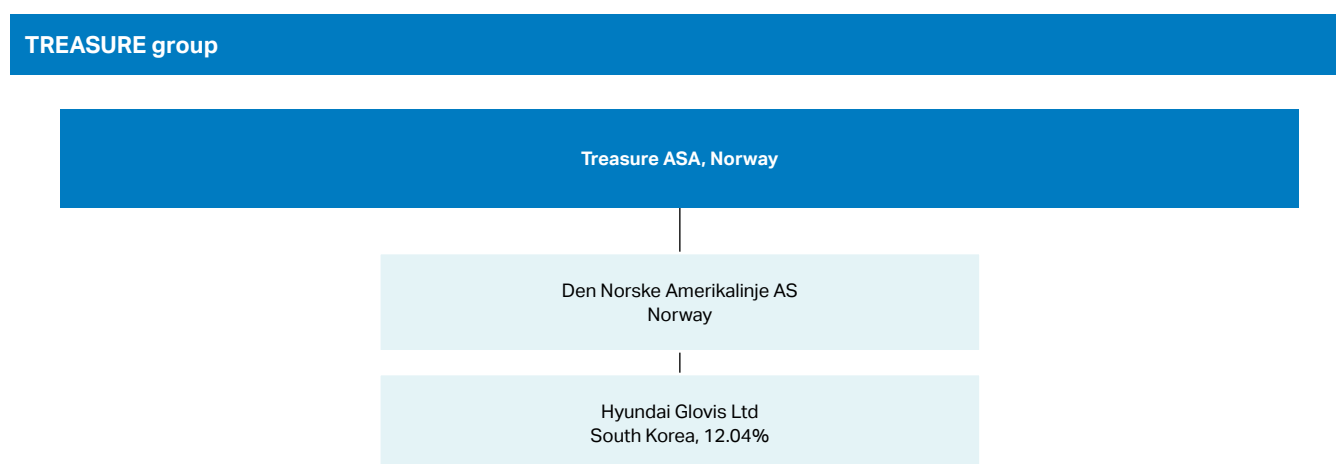 TREASURE group
Treasure ASA, Norway
Den Norske Amerikalinje AS
Norway
Hyundai Glovis Ltd
South Korea, 12.04%